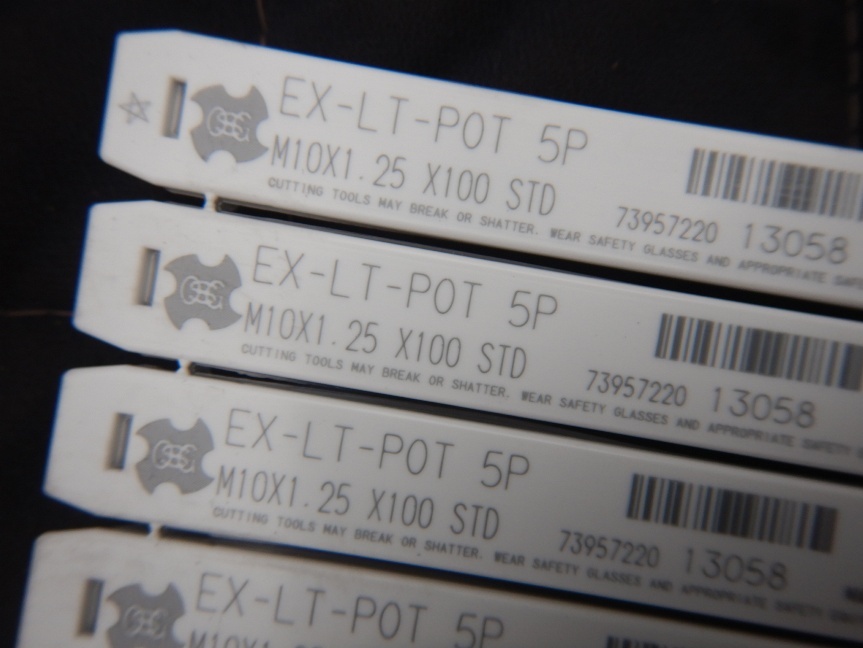 EX-LT-POT 5P
M10X1.25 X100 STD
73957220 13058
CUTTING TOOLS MAY BREAK OR SHATTER. WEAR SAFETY GLASSES AND APPROPRIATE
EX-LT-POT 5P
M10X1.25 X100 STD
73957220 13058
CUTTING TOOLS MAY BREAK OR SHATTER. WEAR SAFETY GLASSES AND APPROPRIATE SAFETY
EX-LT-POT 5P
M10X1.25 X100 STD
73957220 13058
CUTTING TOOLS MAY BREAK OR SHATTER. WEAR SAFETY GLASSES AND APPROPRIATE SAFETY
EX-LT-POT 5P